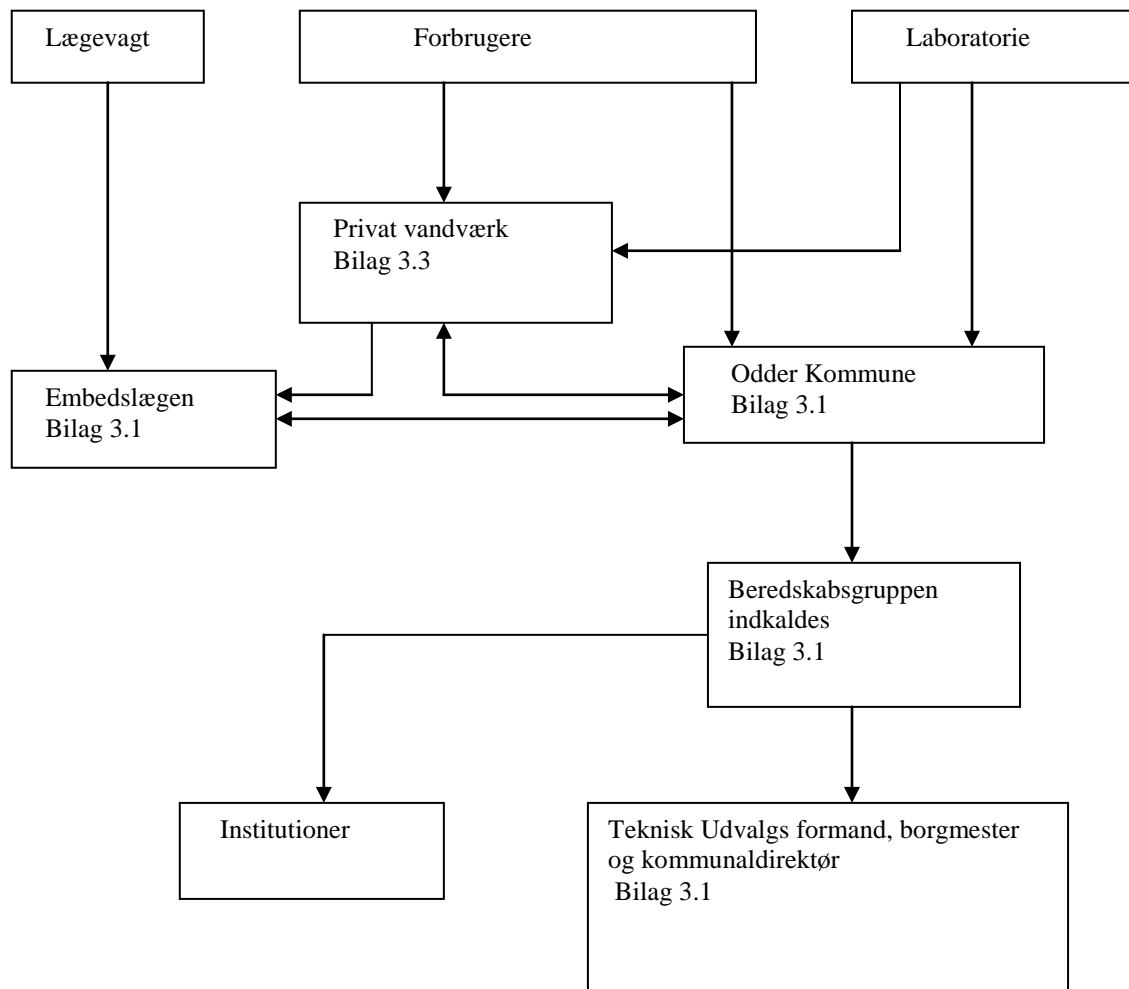 Lægevagt
Forbrugere
Laboratorie
Privat vandværk
Bilag 3.3
Odder Kommune
Bilag 3.1
Embedslægen
Bilag 3.1
Beredskabsgruppen
indkaldes
Bilag 3.1
Institutioner
Teknisk Udvalgs formand, borgmester
og kommunaldirektør
Bilag 3.1